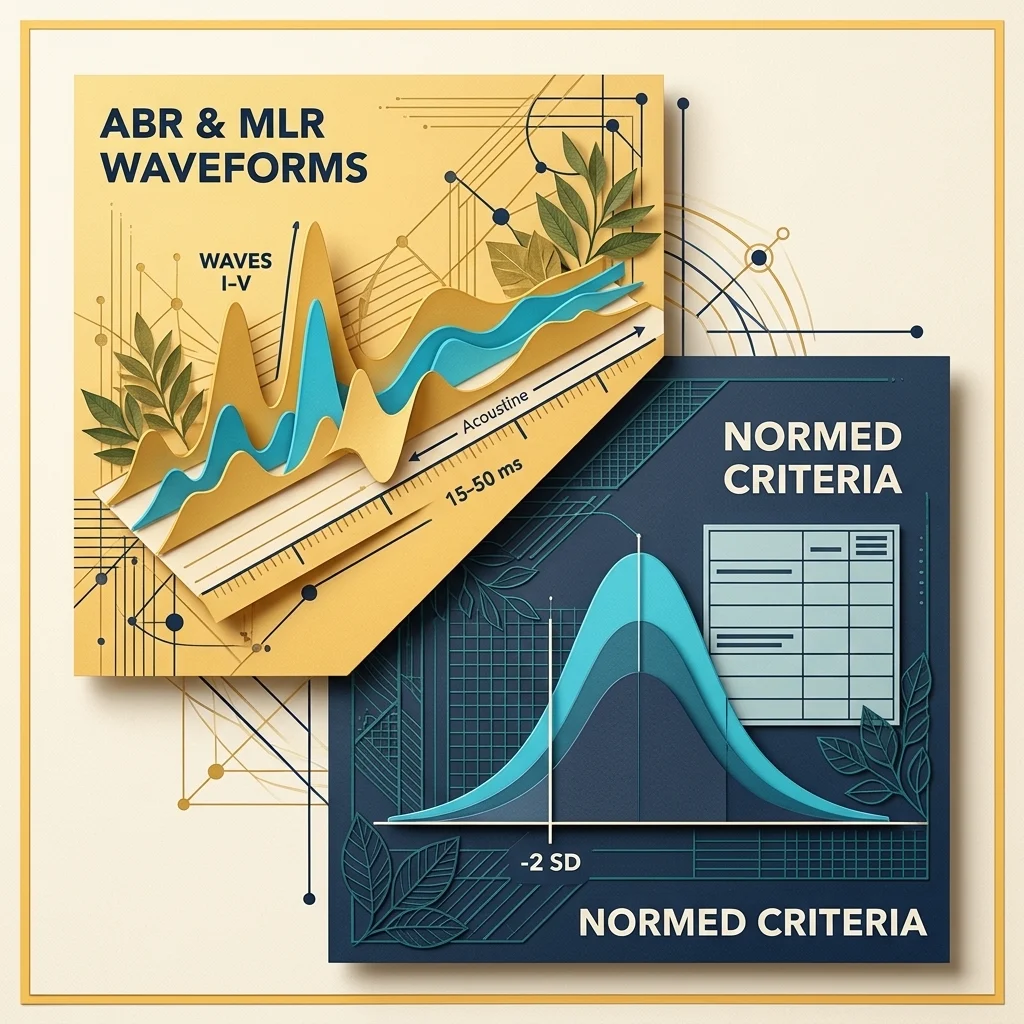 ABR & MLR
WAVEFORMS
WAVES
I–V
Acoustine
15–50 ms
NORMED
CRITERIA
-2 SD
NORMED CRITERIA